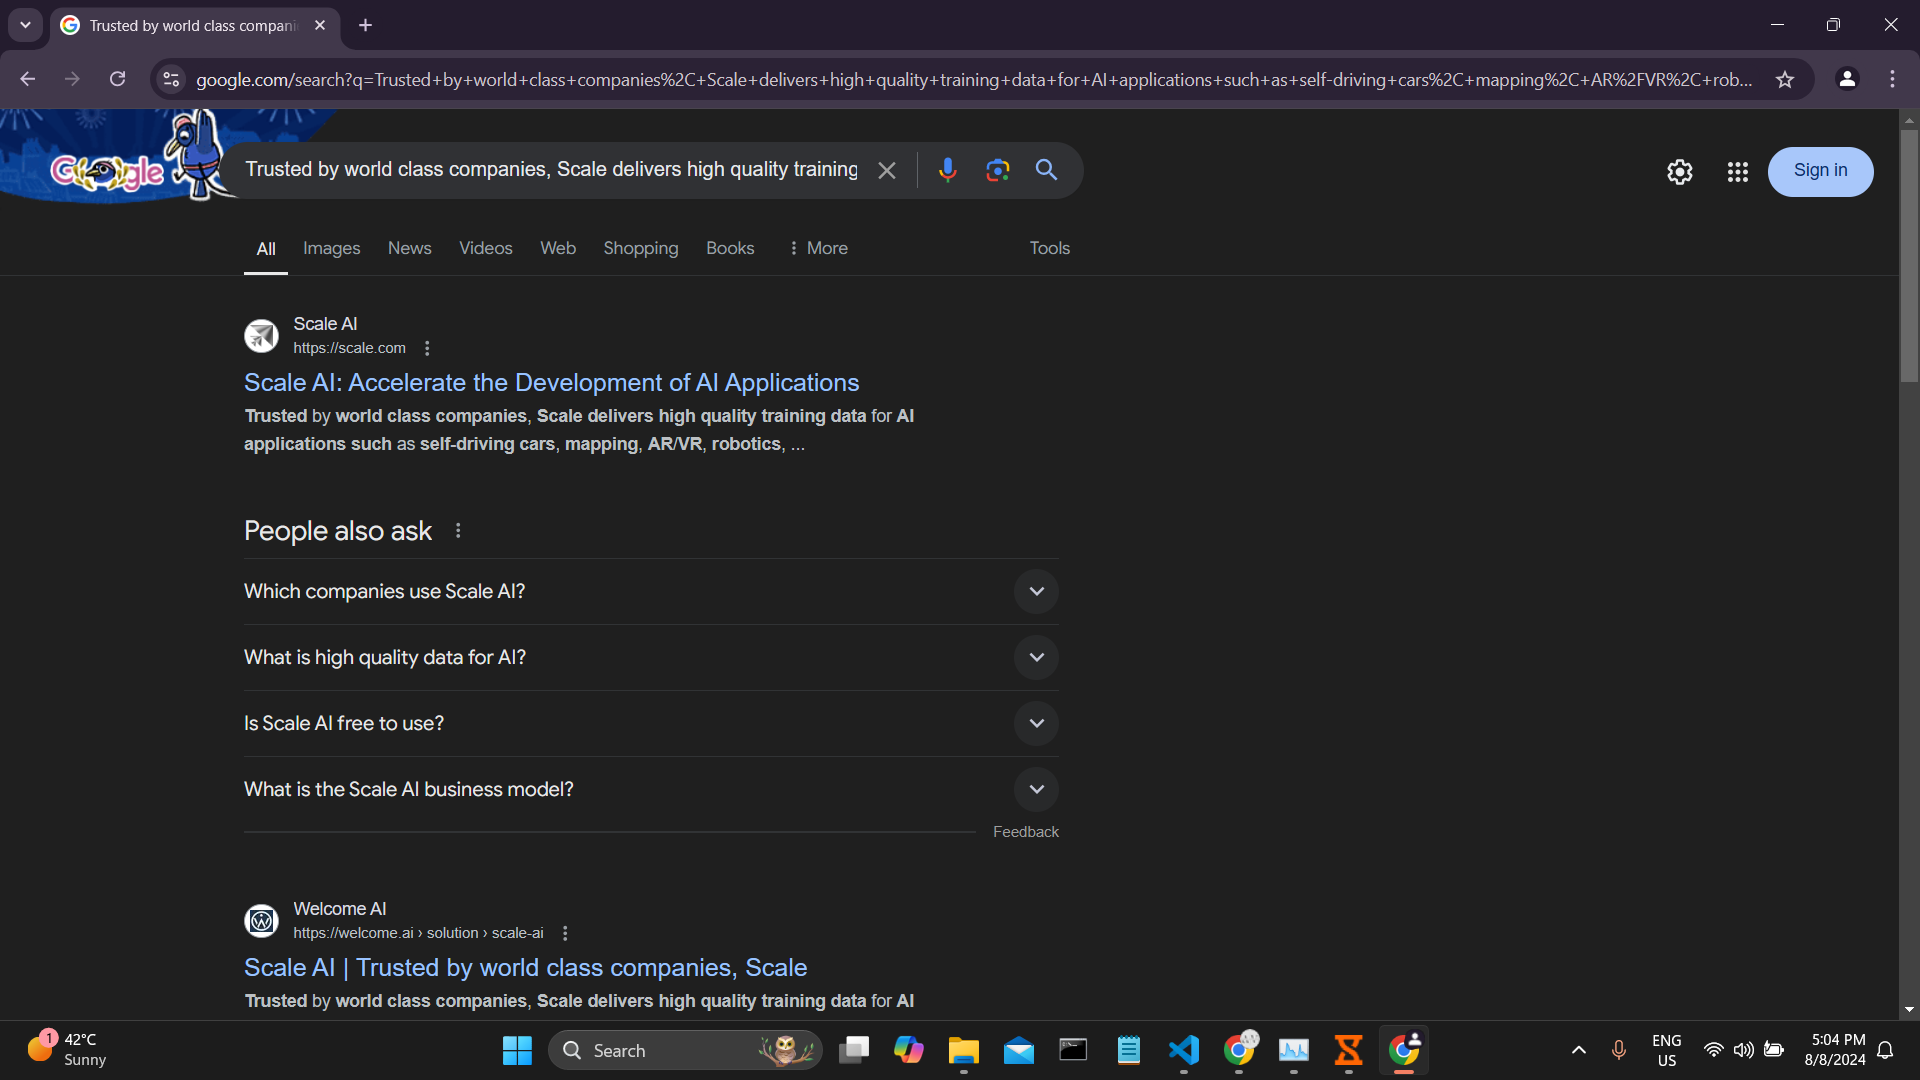 Trusted by world class compani
google.com/search?q=Trusted+by+world+class+companies%2C+Scale+delivers+high+quality+training+data+for+AI+applications+such+as+self-driving+cars%2C+mapping%2C+AR%2FVR%2C+rob...
Google
Trusted by world class companies, Scale delivers high quality training
Sign in
All
Images
News
Videos
Web
Shopping
Books
More
Tools
Scale AI
https://scale.com
Scale AI: Accelerate the Development of AI Applications
Trusted by world class companies, Scale delivers high quality training data for AI
applications such as self-driving cars, mapping, AR/VR, robotics, ...
People also ask
Which companies use Scale AI?
What is high quality data for AI?
Is Scale AI free to use?
What is the Scale AI business model?
Feedback
Welcome AI
https://welcome.ai › solution › scale-ai
Scale AI | Trusted by world class companies, Scale
Trusted by world class companies, Scale delivers high quality training data for AI
1
42°C
Sunny
Search
ENG
US
5:04 PM
8/8/2024